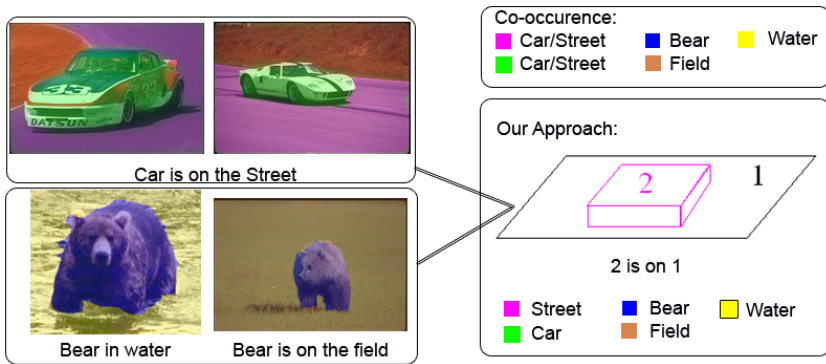 Co-occurence:
Car/Street
Bear
Water
Car/Street
Field
33
DATSUN
Car is on the Street
Our Approach:
2
1
2 is on 1
Street
Bear
Water
Car
Field
Bear in water
Bear is on the field